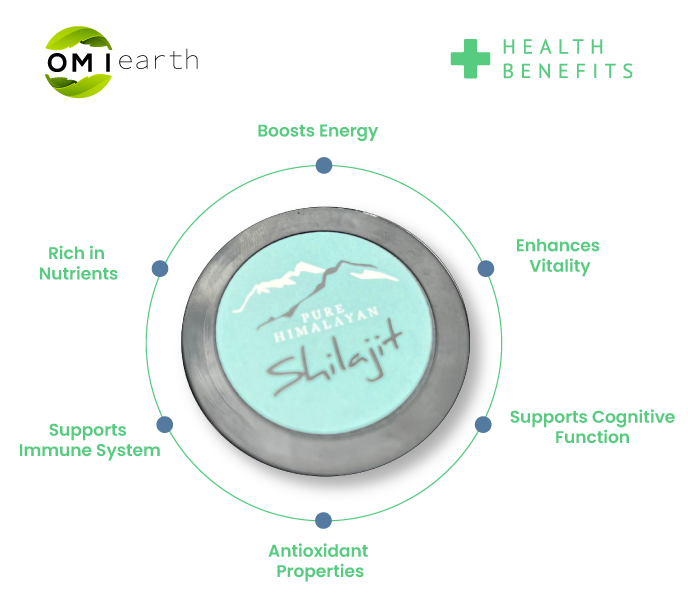 OMI earth
HEALTH
BENEFITS
Boosts Energy
Rich in
Nutrients
Enhances
Vitality
PURE
HIMALAYAN
Shilajit
Supports
Immune System
Supports Cognitive
Function
Antioxidant
Properties